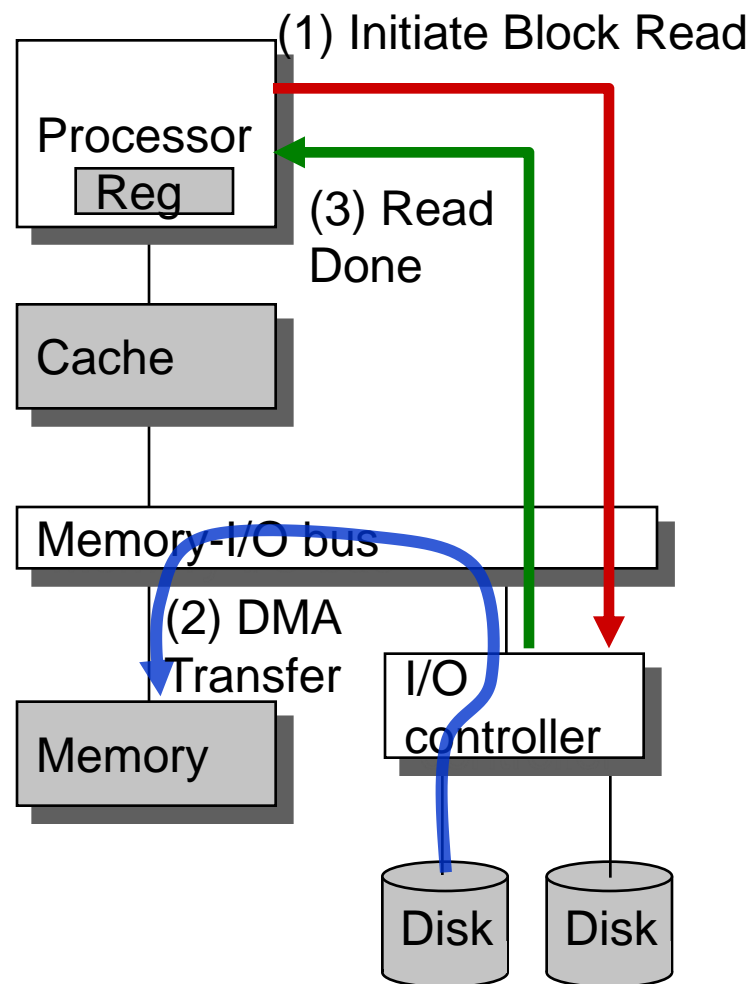 (1) Initiate Block Read
Processor
Reg
(3) Read
Done
Cache
Memory-I/O bus
(2) DMA
Transfer
I/O
controller
Memory
Disk
Disk